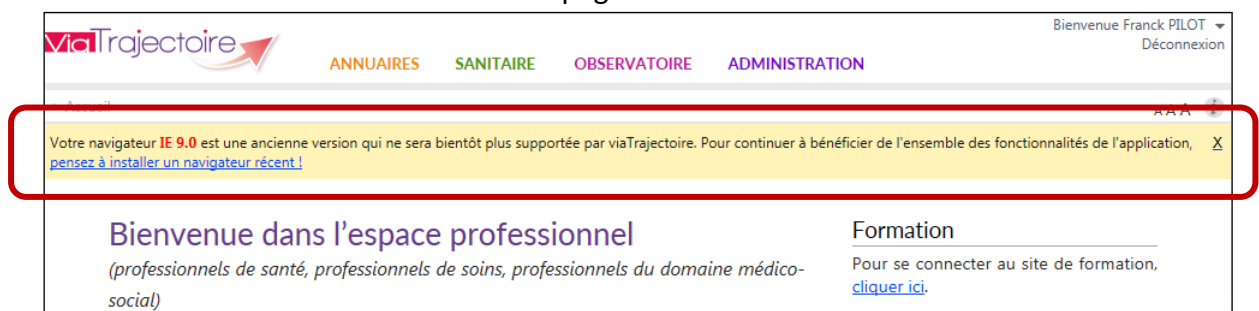 page
Bienvenue Franck PILOT
Déconnexion
ViaTrajectoire
ANNUAIRES SANITAIRE OBSERVATOIRE ADMINISTRATION
Accueil
A A A i
Votre navigateur IE 9.0 est une ancienne version qui ne sera bientôt plus supportée par viaTrajectoire. Pour continuer à bénéficier de l'ensemble des fonctionnalités de l'application, X
pensez à installer un navigateur récent !
Bienvenue dans l'espace professionnel
(professionnels de santé, professionnels de soins, professionnels du domaine médico-
social)
Formation
Pour se connecter au site de formation,
cliquer ici.